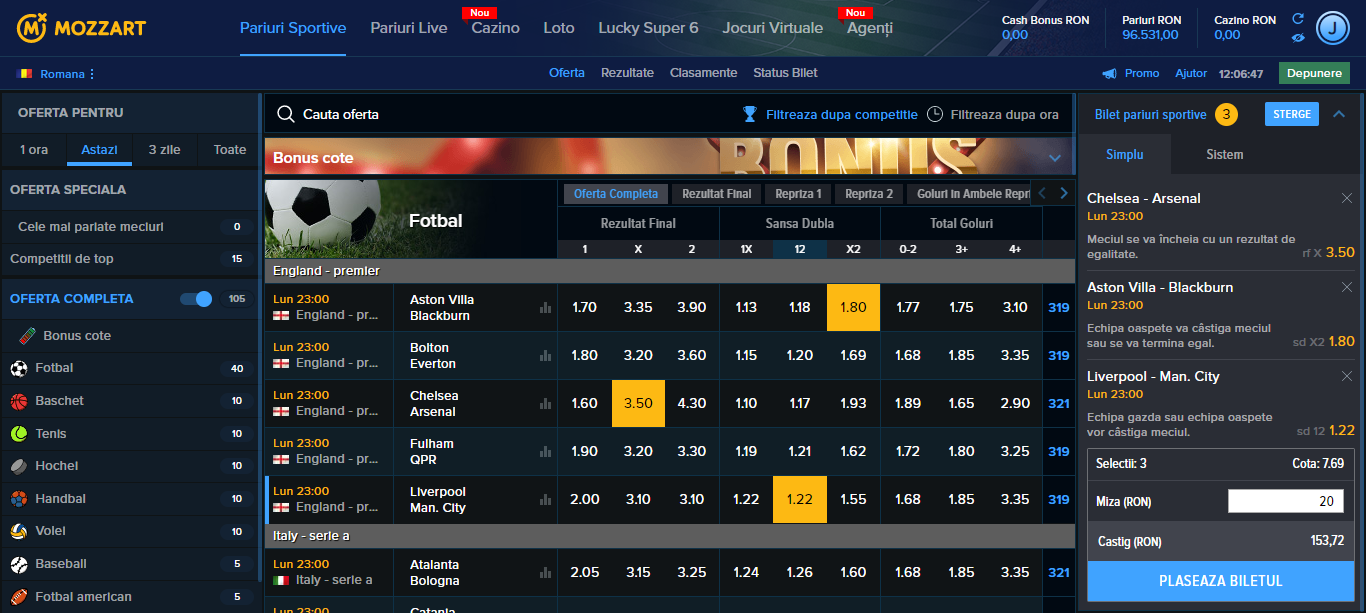 MOZZART
Pariuri Sportive
Pariuri Live
Nou
Cazino
Loto
Lucky Super 6
Jocuri Virtuale
Nou
Agenți
Cash Bonus RON
0,00
Pariuri RON
96.531,00
Cazino RON
0,00
J
Romana
Oferta
Rezultate
Clasamente
Status Bilet
Promo
Ajutor
12:06:47
Depunere
OFERTA PENTRU
1 ora
Astazi
3 zile
Toate
OFERTA SPECIALA
Cele mai pariate meciuri 0
Competitii de top 15
OFERTA COMPLETA 105
Bonus cote
Fotbal 40
Baschet 10
Tenis 10
Hochei 10
Handbal 10
Volei 10
Baseball 5
Fotbal american 5
Cauta oferta
Filtreaza dupa competitie
Filtreaza dupa ora
Bonus cote
BONUS
Fotbal
Oferta Completa
Rezultat Final
Repriza 1
Repriza 2
Goluri in Ambele Repri
Rezultat Final
Sansa Dubla
Total Goluri
1 X 2 1X 12 X2 0-2 3+ 4+
England - premier
Lun 23:00
England - pr...
Aston Villa
Blackburn
1.70 3.35 3.90 1.13 1.18 1.80 1.77 1.75 3.10 319
Lun 23:00
England - pr...
Bolton
Everton
1.80 3.20 3.60 1.15 1.20 1.69 1.68 1.85 3.35 319
Lun 23:00
England - pr...
Chelsea
Arsenal
1.60 3.50 4.30 1.10 1.17 1.93 1.89 1.65 2.90 321
Lun 23:00
England - pr...
Fulham
QPR
1.90 3.20 3.30 1.19 1.21 1.62 1.72 1.80 3.25 319
Lun 23:00
England - pr...
Liverpool
Man. City
2.00 3.10 3.10 1.22 1.22 1.55 1.68 1.85 3.35 319
Italy - serie a
Lun 23:00
Italy - serie a
Atalanta
Bologna
2.05 3.15 3.25 1.24 1.26 1.60 1.68 1.85 3.35 321
Lun 23:00
Catania
Bilet pariuri sportive 3
STERGE
Simplu
Sistem
Chelsea - Arsenal
Lun 23:00
Meciul se va încheia cu un rezultat de
egalitate.
rf X 3.50
Aston Villa - Blackburn
Lun 23:00
Echipa oaspete va câstiga meciul
sau se va termina egal.
sd X2 1.80
Liverpool - Man. City
Lun 23:00
Echipa gazda sau echipa oaspete
vor câstiga meciul.
sd 12 1.22
Selectii: 3
Cota: 7.69
Miza (RON) 20
Castig (RON) 153,72
PLASEAZA BILETUL